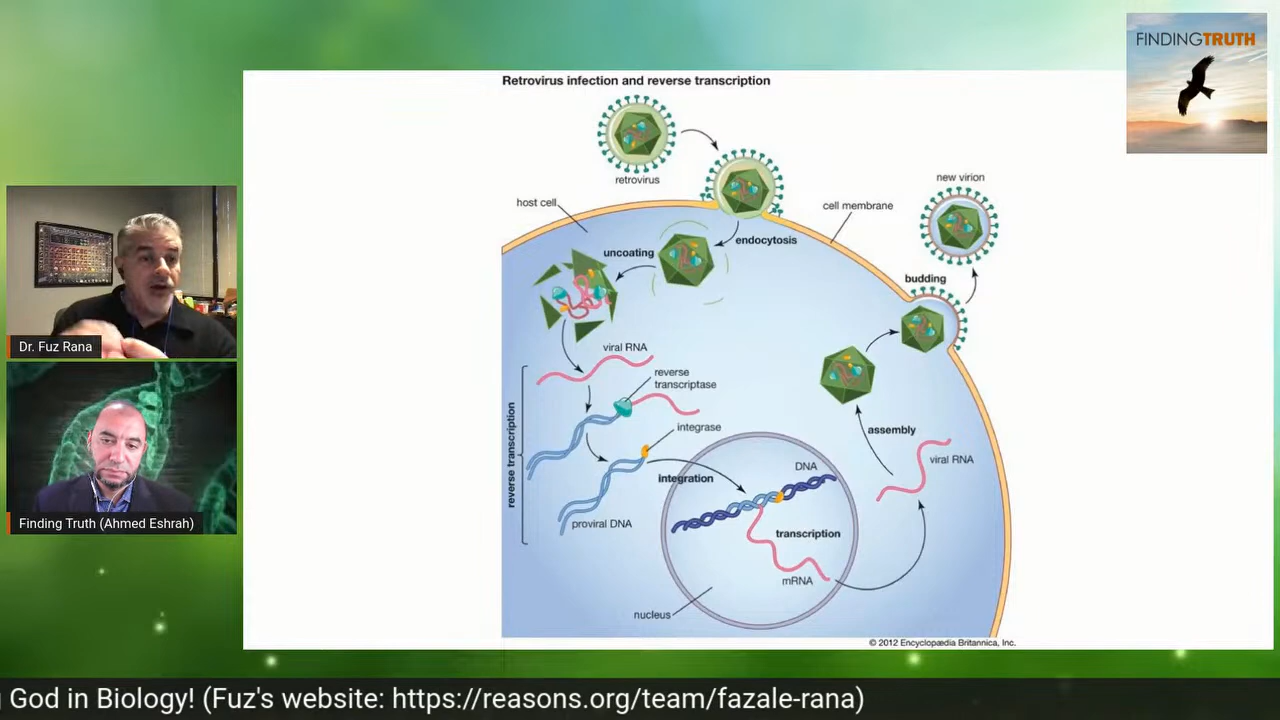 FINDINGTRUTH
Retrovirus infection and reverse transcription
retrovirus
new virion
host cell
cell membrane
endocytosis
uncoating
budding
viral RNA
reverse
transcriptase
integrase
assembly
viral RNA
reverse transcription
DNA
integration
proviral DNA
transcription
mRNA
nucleus
© 2012 Encyclopædia Britannica, Inc.
Dr. Fuz Rana
Finding Truth (Ahmed Eshrah)
God in Biology! (Fuz's website: https://reasons.org/team/fazale-rana)